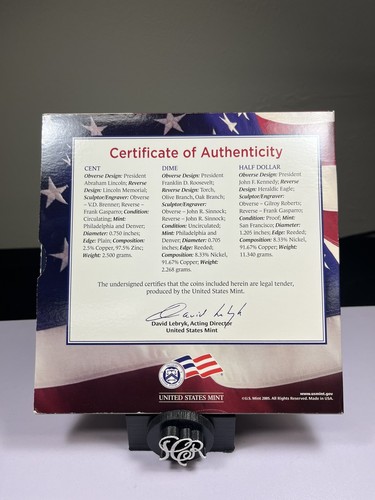 Certificate of Authenticity
CENT
Obverse Design: President
Abraham Lincoln; Reverse
Design: Lincoln Memorial;
Sculptor/Engraver: Obverse
– V.D. Brenner; Reverse –
Frank Gasparro; Condition:
Circulating; Mint:
Philadelphia and Denver;
Diameter: 0.750 inches;
Edge: Plain; Composition:
2.5% Copper, 97.5% Zinc;
Weight: 2.500 grams.
DIME
Obverse Design: President
Franklin D. Roosevelt;
Reverse Design: Torch,
Olive Branch, Oak Branch;
Sculptor/Engraver:
Obverse – John R. Sinnock;
Reverse – John R. Sinnock;
Condition: Uncirculated;
Mint: Philadelphia and
Denver; Diameter: 0.705
inches; Edge: Reeded;
Composition: 8.33% Nickel,
91.67% Copper; Weight:
2.268 grams.
HALF DOLLAR
Obverse Design: President
John F. Kennedy; Reverse
Design: Heraldic Eagle;
Sculptor/Engraver:
Obverse – Gilroy Roberts;
Reverse – Frank Gasparro;
Condition: Proof; Mint:
San Francisco; Diameter:
1.205 inches; Edge: Reeded;
Composition: 8.33% Nickel,
91.67% Copper; Weight:
11.340 grams.
The undersigned certifies that the coins included herein are legal tender,
produced by the United States Mint.
David Lebryk
David Lebryk, Acting Director
United States Mint
UNITED STATES MINT
www.usmint.gov
©U.S. Mint 2005. All Rights Reserved. Made in USA.
SCR